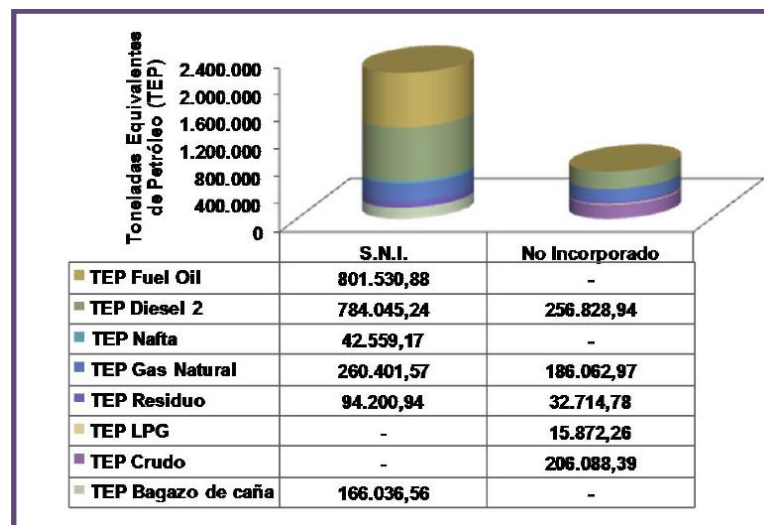 Toneladas Equivalentes
de Petróleo (TEP)
2.400.000
2.000.000
1.600.000
1.200.000
800.000
400.000
0
S.N.I. No Incorporado
TEP Fuel Oil 801.530,88 -
TEP Diesel 2 784.045,24 256.828,94
TEP Nafta 42.559,17 -
TEP Gas Natural 260.401,57 186.062,97
TEP Residuo 94.200,94 32.714,78
TEP LPG - 15.872,26
TEP Crudo - 206.088,39
TEP Bagazo de caña 166.036,56 -